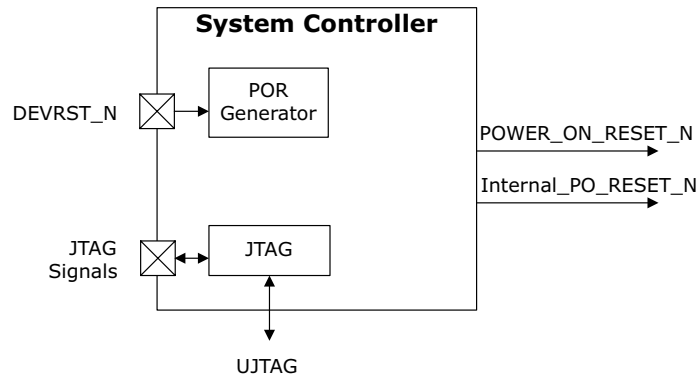 System Controller
DEVRST_N
POR
Generator
POWER_ON_RESET_N
Internal_PO_RESET_N
JTAG
Signals
JTAG
UJTAG